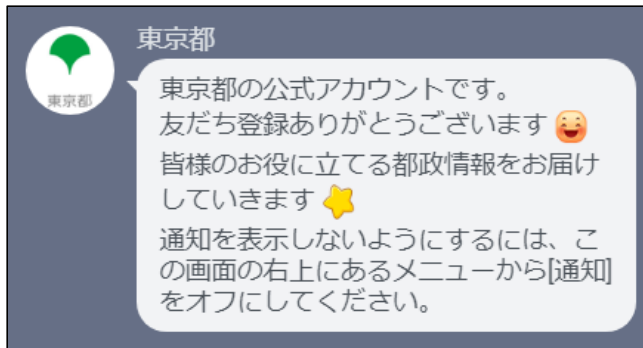 東京都
東京都
東京都の公式アカウントです。
友だち登録ありがとうございます
皆様のお役に立てる都政情報をお届け
していきます
通知を表示しないようにするには、こ
の画面の右上にあるメニューから[通知]
をオフにしてください。